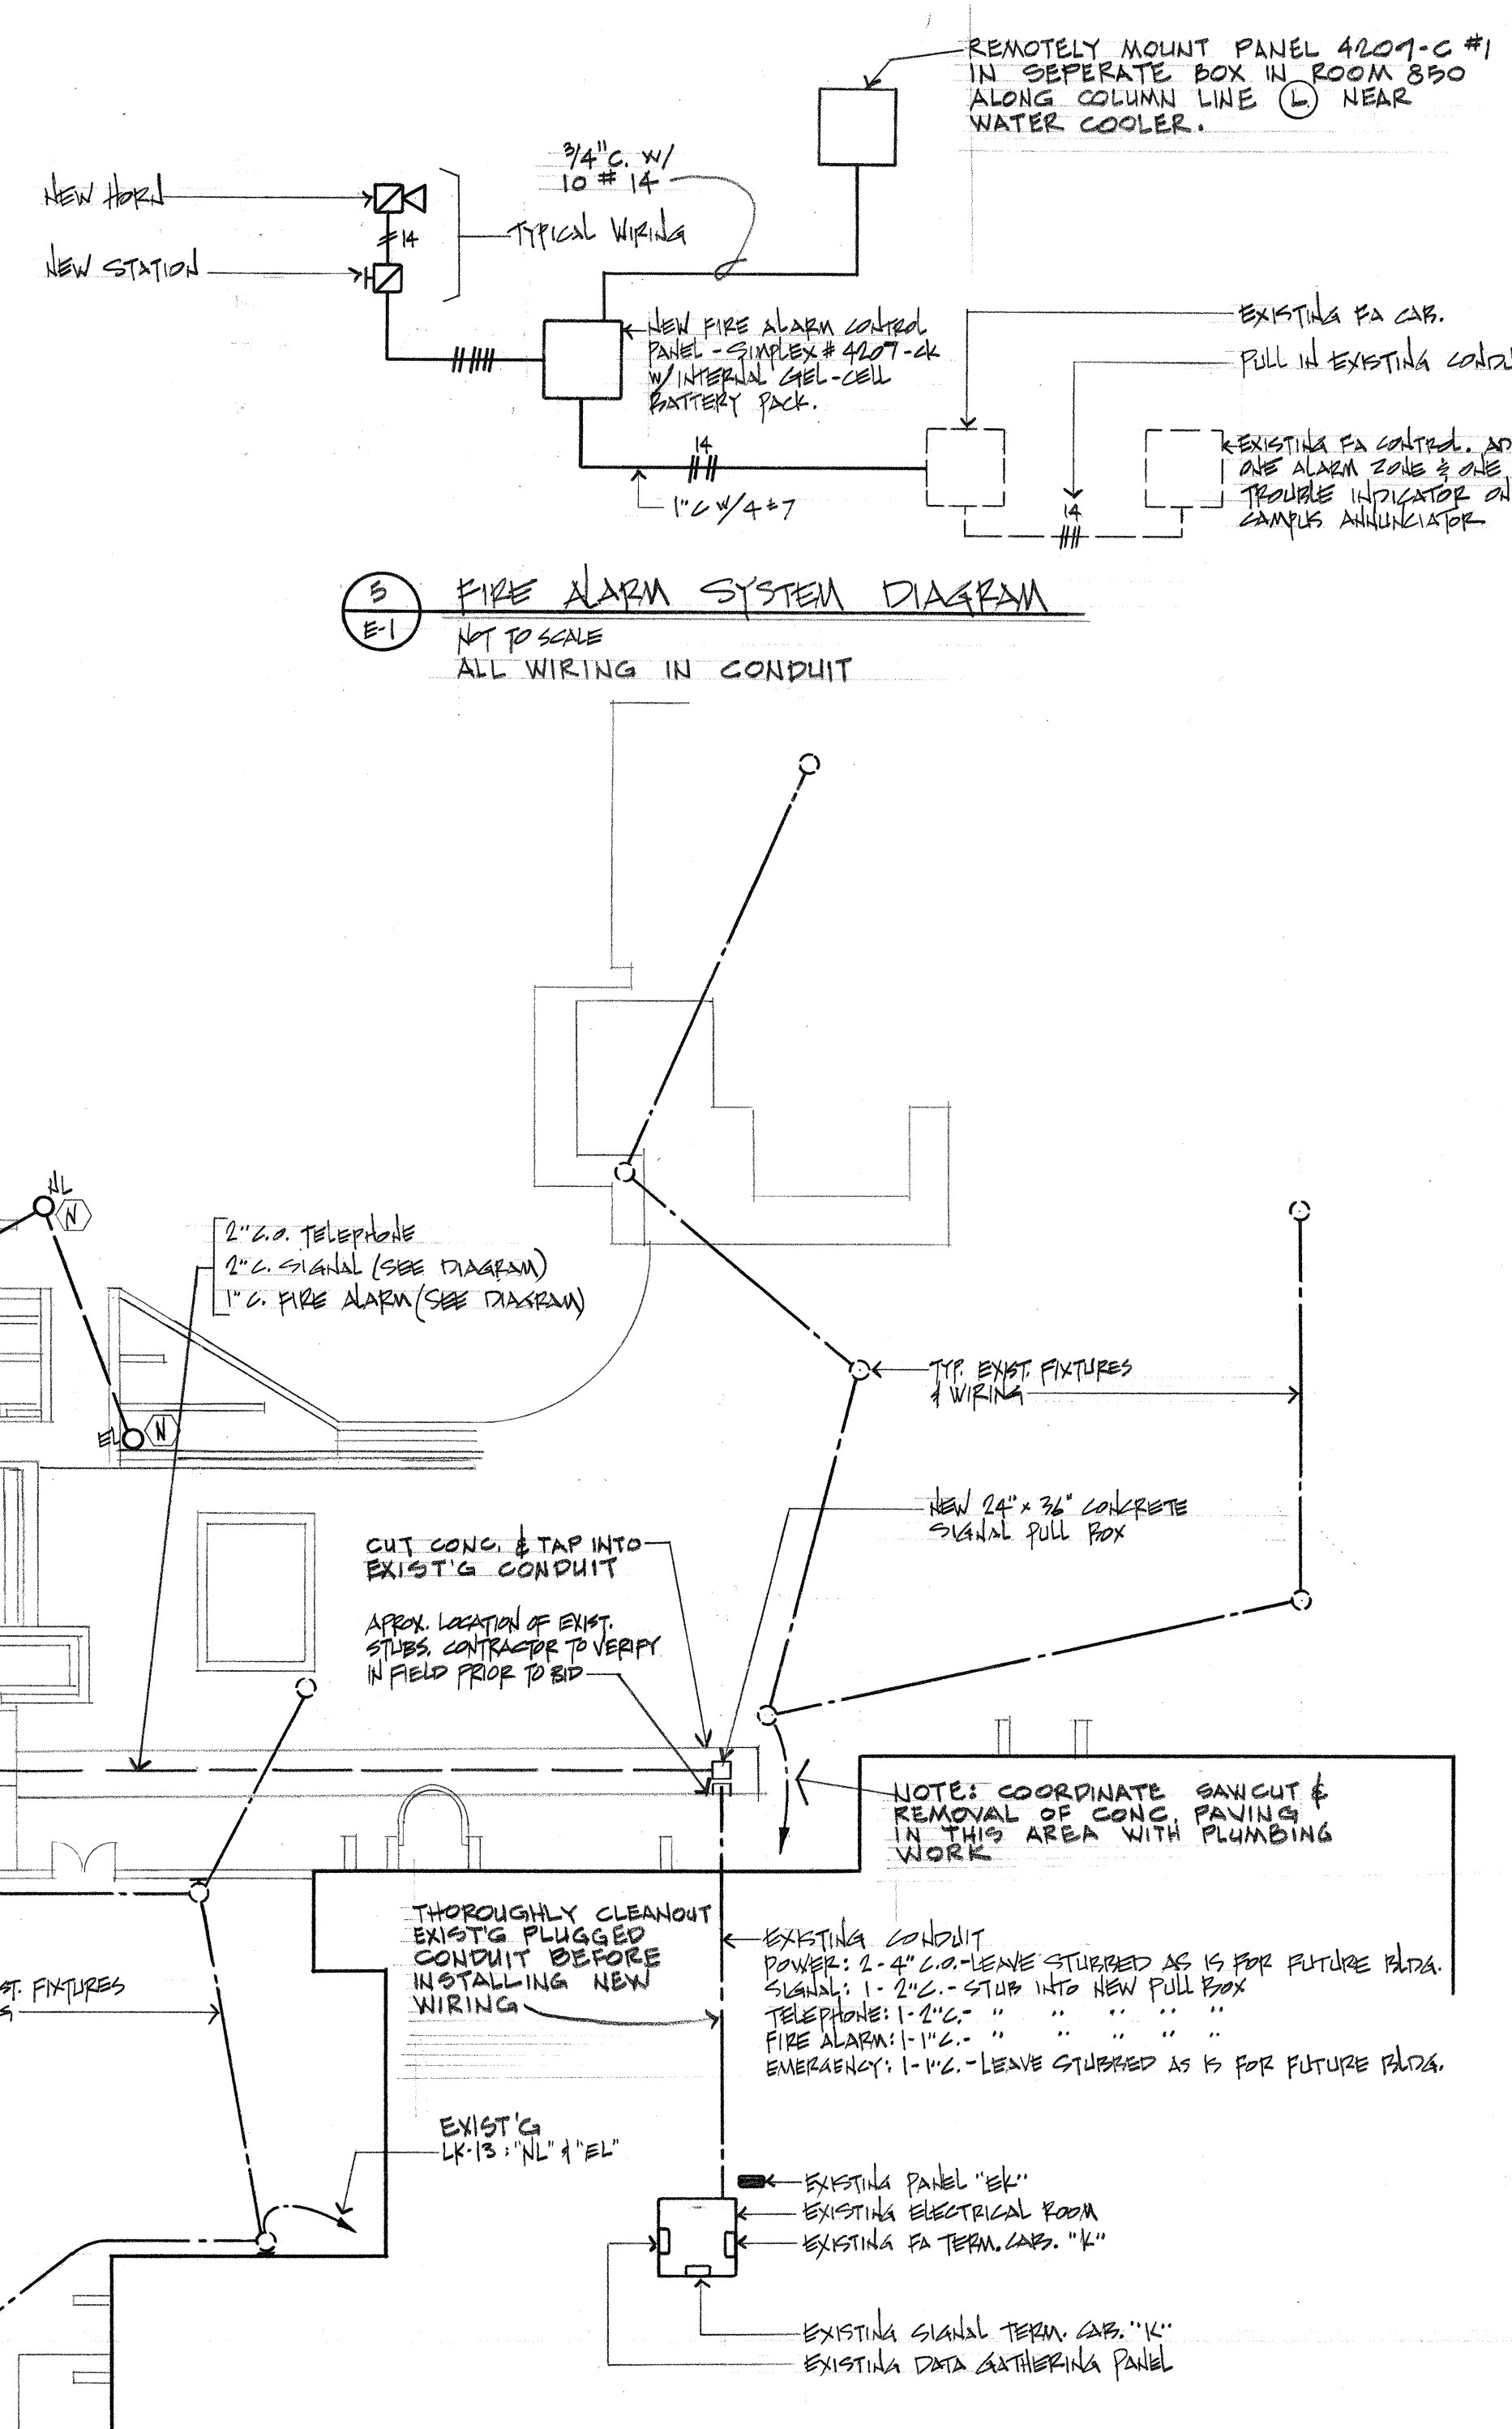 REMOTELY MOUNT PANEL 4207-C #1
IN SEPERATE BOX IN ROOM 850
ALONG COLUMN LINE L NEAR
WATER COOLER.
3/4"C. W/
10 # 14
NEW HORN
14
TYPICAL WIRING
NEW STATION
NEW FIRE ALARM CONTROL
PANEL - SIMPLEX # 4207-CK
W/INTERNAL GEL-CELL
BATTERY PACK.
EXISTING FA CAB.
PULL IN EXISTING
EXISTING FA CONTROL.
ONE ALARM ZONE & ONE
TROUBLE INDICATOR ON
CAMPUS ANNUNCIATOR
14
1"C W/4 #7
14
5
E-1
FIRE ALARM SYSTEM DIAGRAM
NOT TO SCALE
ALL WIRING IN CONDUIT
NL
N
2" C.O. TELEPHONE
2"C. SIGNAL (SEE DIAGRAM)
1"C. FIRE ALARM (SEE DIAGRAM)
EL
N
TYP. EXIST. FIXTURES
& WIRING
NEW 24" x 36" CONCRETE
SIGNAL PULL BOX
CUT CONC. & TAP INTO
EXIST'G CONDUIT
APROX. LOCATION OF EXIST.
STUBS. CONTRACTOR TO VERIFY
IN FIELD PRIOR TO BID
NOTE: COORDINATE SAWCUT &
REMOVAL OF CONC. PAVING
IN THIS AREA WITH PLUMBING
WORK
THOROUGHLY CLEANOUT
EXIST'G PLUGGED
CONDUIT BEFORE
INSTALLING NEW
WIRING
EXISTING CONDUIT
POWER: 2 - 4" C.O.-LEAVE STUBBED AS IS FOR FUTURE BLDG.
SIGNAL: 1 - 2"C.- STUB INTO NEW PULL BOX
TELEPHONE: 1-2"C.- " " " " "
FIRE ALARM: 1-1"C.- " " " " "
EMERGENCY: 1-1"C.-LEAVE STUBBED AS IS FOR FUTURE BLDG.
FIXTURES
EXIST'G
LK-13 : "NL" & "EL"
EXISTING PANEL "EK"
EXISTING ELECTRICAL ROOM
EXISTING FA TERM. CAB. "K"
EXISTING SIGNAL TERM. CAB. "K"
EXISTING DATA GATHERING PANEL